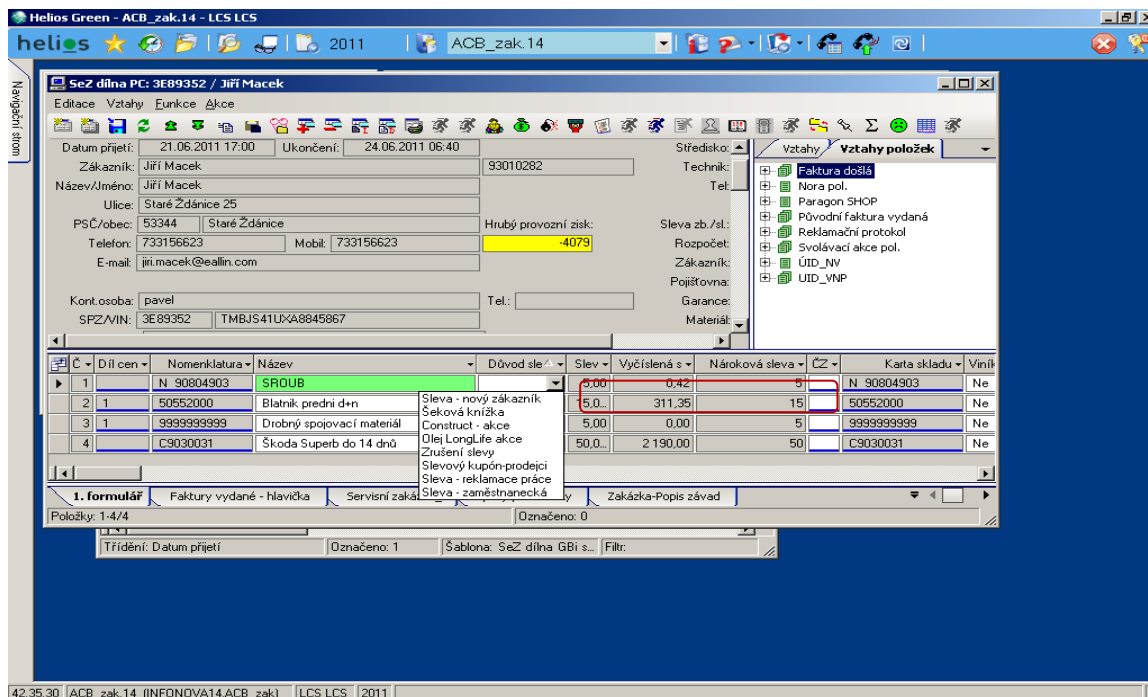 Helios Green - ACB_zak.14 - LCS LCS
helios 2011 ACB_zak.14
Navigační strom
SeZ dílna PC: 3E89352 / Jiří Macek
Editace Vztahy Funkce Akce
Datum přijetí: 21.06.2011 17:00 Ukončení: 24.06.2011 06:40 Středisko:
Zákazník: Jiří Macek 93010282 Technik:
Název/Jméno: Jiří Macek Tel:
Ulice: Staré Ždánice 25
PSČ/obec: 53344 Staré Ždánice Hrubý provozní zisk: Sleva zb./sl.:
Telefon: 733156623 Mobil: 733156623 -4079 Rozpočet:
E-mail: jiri.macek@eallin.com Zákazník:
Pojišťovna:
Kont.osoba: pavel Tel.: Garance:
SPZ/VIN: 3E89352 TMBJS41UXA8845867 Materiál:
Vztahy Vztahy položek
Faktura došlá
Nora pol.
Paragon SHOP
Původní faktura vydaná
Reklamační protokol
Svolávací akce pol.
ÚID_NV
UID_VNP
Č Díl cen Nomenklatura Název Důvod sle Slev Vyčíslená s Nároková sleva ČZ Karta skladu Viník
1 N 90804903 SROUB 5,00 0,42 5 N 90804903 Ne
2 1 50552000 Blatnik predni d+n 15,0... 311,35 15 50552000 Ne
3 1 9999999999 Drobný spojovací materiál 5,00 0,00 5 9999999999 Ne
4 C9030031 Škoda Superb do 14 dnů 50,0... 2 190,00 50 C9030031 Ne
Sleva - nový zákazník
Šeková knížka
Construct - akce
Olej LongLife akce
Zrušení slevy
Slevový kupón-prodejci
Sleva - reklamace práce
Sleva - zaměstnanecká
1. formulář Faktury vydané - hlavička Servisní zaká Zakázka-Popis závad
Položky: 1-4/4 Označeno: 0
Třídění: Datum přijetí Označeno: 1 Šablona: SeZ dílna GBi s... Filtr:
42.35.30 ACB_zak.14 (INFONOVA14.ACB_zak) LCS LCS 2011